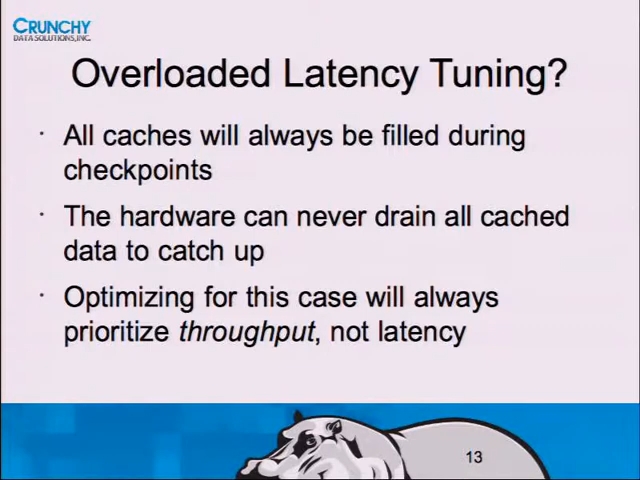 CRUNCHY
DATA SOLUTIONS, INC.
Overloaded Latency Tuning?
· All caches will always be filled during
checkpoints
· The hardware can never drain all cached
data to catch up
· Optimizing for this case will always
prioritize throughput, not latency
13